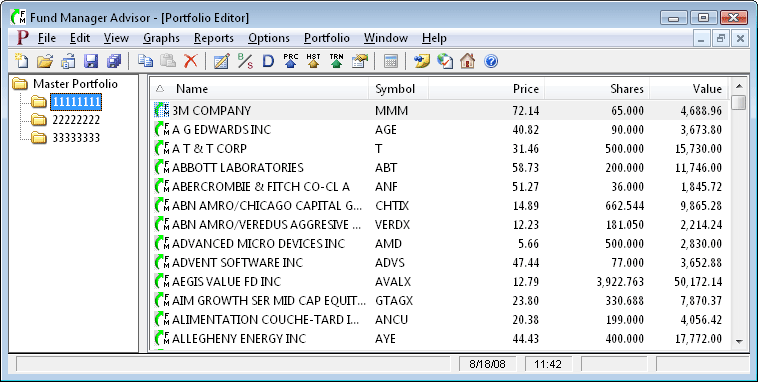 Fund Manager Advisor - [Portfolio Editor]
File Edit View Graphs Reports Options Portfolio Window Help
B/S D PRC HST TRN
Master Portfolio
11111111
22222222
33333333
Name Symbol Price Shares Value
3M COMPANY MMM 72.14 65.000 4,688.96
A G EDWARDS INC AGE 40.82 90.000 3,673.80
A T & T CORP T 31.46 500.000 15,730.00
ABBOTT LABORATORIES ABT 58.73 200.000 11,746.00
ABERCROMBIE & FITCH CO-CL A ANF 51.27 36.000 1,845.72
ABN AMRO/CHICAGO CAPITAL G... CHTIX 14.89 662.544 9,865.28
ABN AMRO/VEREDUS AGGRESIVE ... VERDX 12.23 181.050 2,214.24
ADVANCED MICRO DEVICES INC AMD 5.66 500.000 2,830.00
ADVENT SOFTWARE INC ADVS 47.44 77.000 3,652.88
AEGIS VALUE FD INC AVALX 12.79 3,922.763 50,172.14
AIM GROWTH SER MID CAP EQUIT... GTAGX 23.80 330.688 7,870.37
ALIMENTATION COUCHE-TARD I... ANCU 20.38 199.000 4,056.42
ALLEGHENY ENERGY INC AYE 44.43 400.000 17,772.00
8/18/08 11:42